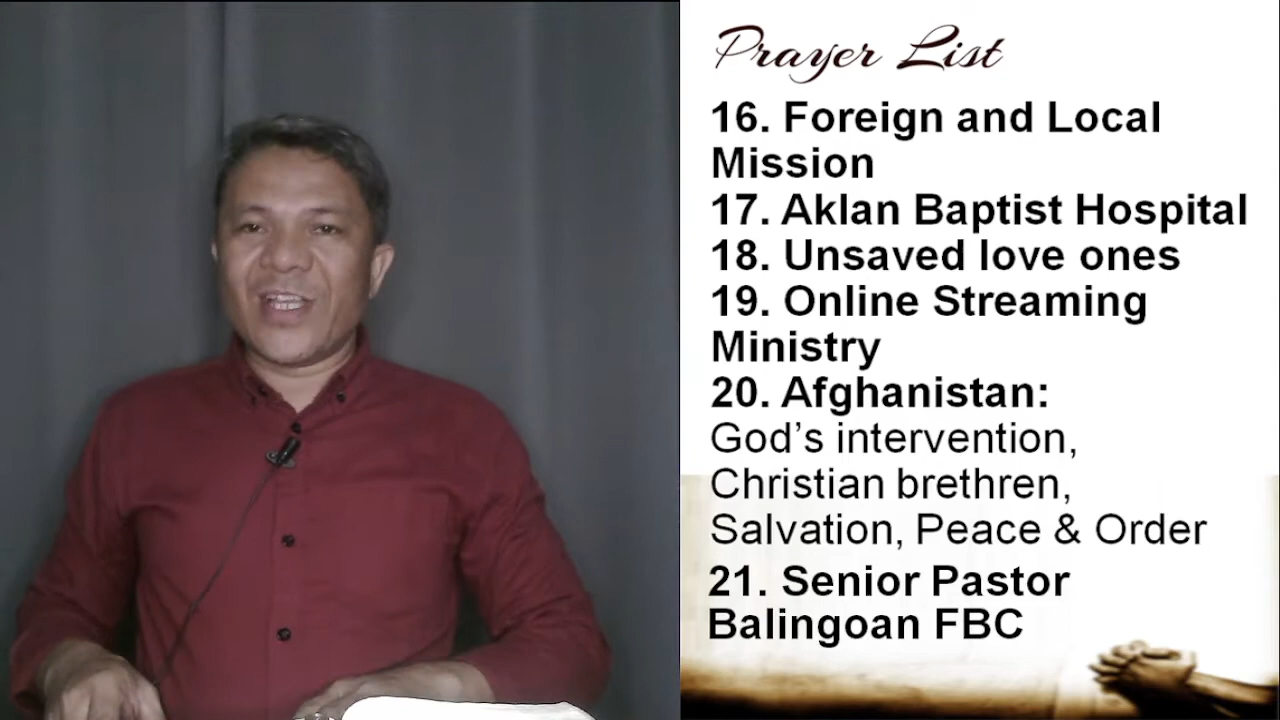 Prayer List
16. Foreign and Local
Mission
17. Aklan Baptist Hospital
18. Unsaved love ones
19. Online Streaming
Ministry
20. Afghanistan:
God's intervention,
Christian brethren,
Salvation, Peace & Order
21. Senior Pastor
Balingoan FBC